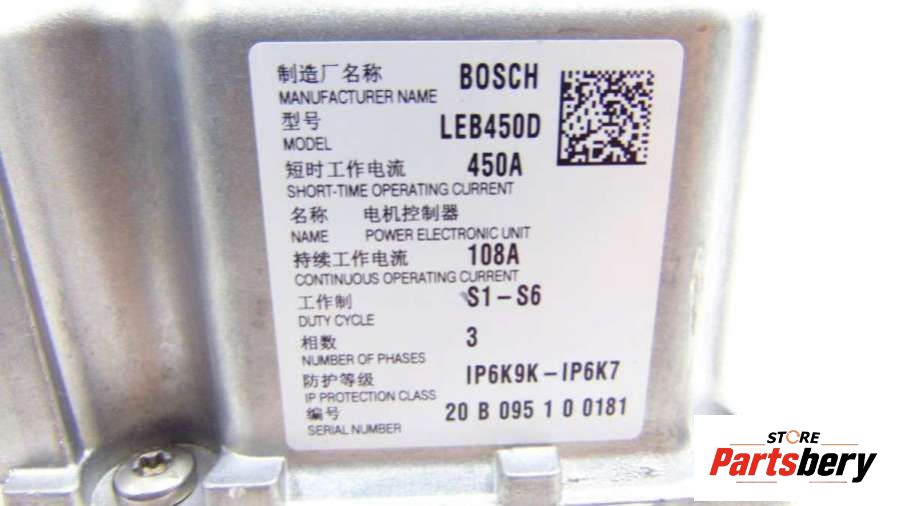 制造厂名称 BOSCH
MANUFACTURER NAME
型号 LEB450D
MODEL
短时工作电流 450A
SHORT-TIME OPERATING CURRENT
名称 电机控制器
NAME POWER ELECTRONIC UNIT
持续工作电流 108A
CONTINUOUS OPERATING CURRENT
工作制 S1-S6
DUTY CYCLE
相数 3
NUMBER OF PHASES
防护等级 IP6K9K-IP6K7
IP PROTECTION CLASS
编号 20 B 095 1 0 0181
SERIAL NUMBER
STORE
Partsbery